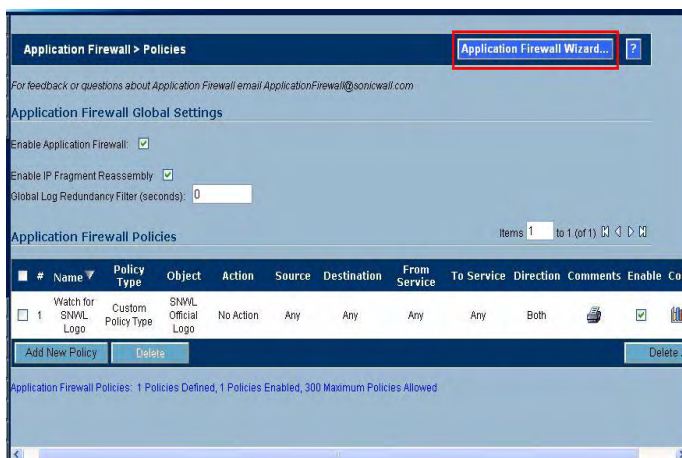 Application Firewall > Policies
Application Firewall Wizard...
?
For feedback or questions about Application Firewall email ApplicationFirewall@sonicwall.com
Application Firewall Global Settings
Enable Application Firewall:
Enable IP Fragment Reassembly
Global Log Redundancy Filter (seconds): 0
Application Firewall Policies
Items 1 to 1 (of 1)
# Name Policy Type Object Action Source Destination From Service To Service Direction Comments Enable Co
1 Watch for SNWL Logo Custom Policy Type SNWL Official Logo No Action Any Any Any Any Both
Add New Policy Delete Delete
Application Firewall Policies: 1 Policies Defined, 1 Policies Enabled, 300 Maximum Policies Allowed